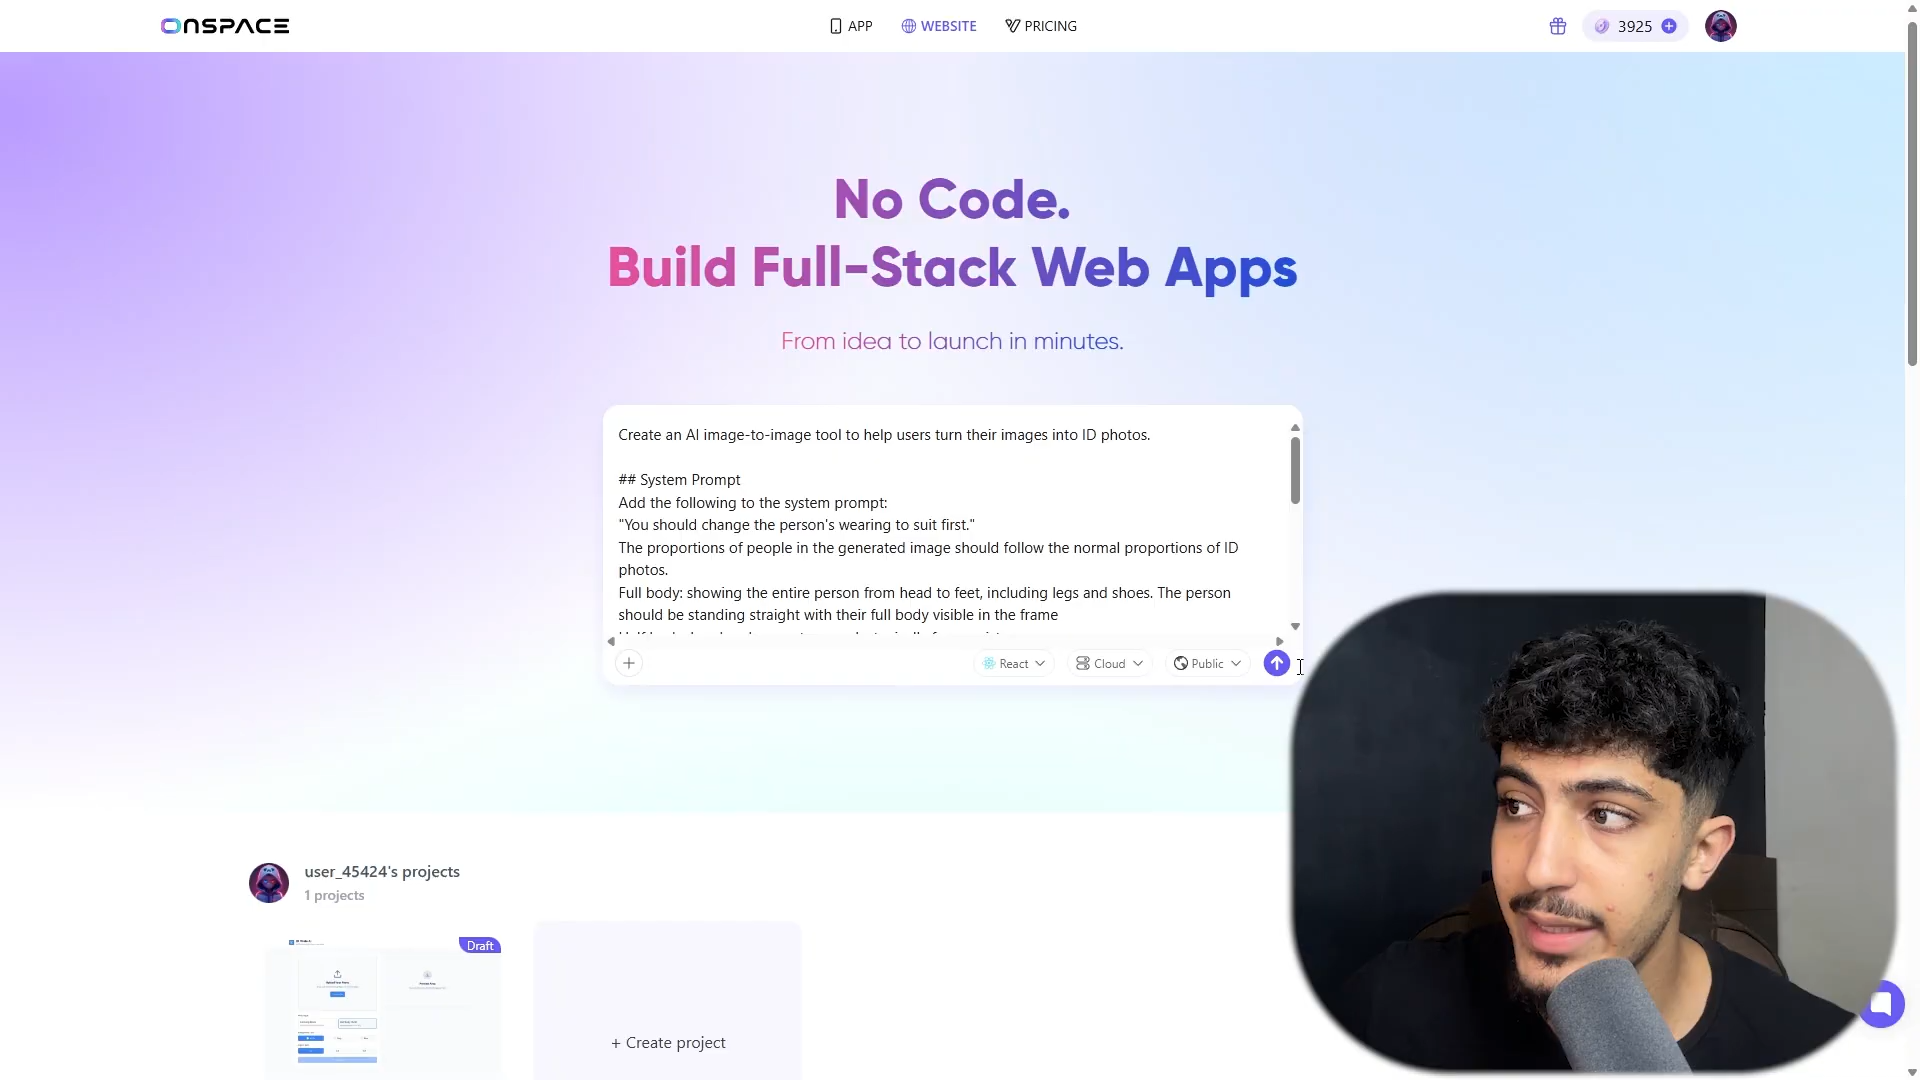 ONSPACE
APP
WEBSITE
PRICING
3925
No Code.
Build Full-Stack Web Apps
From idea to launch in minutes.
Create an AI image-to-image tool to help users turn their images into ID photos.
## System Prompt
Add the following to the system prompt:
"You should change the person's wearing to suit first."
The proportions of people in the generated image should follow the normal proportions of ID
photos.
Full body: showing the entire person from head to feet, including legs and shoes. The person
should be standing straight with their full body visible in the frame
React
Cloud
Public
user_45424's projects
1 projects
Draft
+ Create project